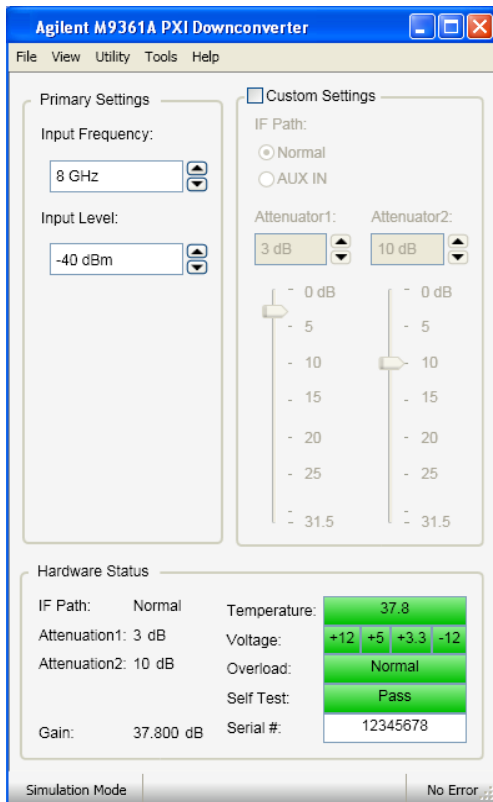 Agilent M9361A PXI Downconverter
File View Utility Tools Help
Primary Settings
Input Frequency:
8 GHz
Input Level:
-40 dBm
Custom Settings
IF Path:
Normal
AUX IN
Attenuator1: Attenuator2:
3 dB 10 dB
0 dB 0 dB
5 5
10 10
15 15
20 20
25 25
31.5 31.5
Hardware Status
IF Path: Normal
Attenuation1: 3 dB
Attenuation2: 10 dB
Gain: 37.800 dB
Temperature: 37.8
Voltage: +12 +5 +3.3 -12
Overload: Normal
Self Test: Pass
Serial #: 12345678
Simulation Mode No Error